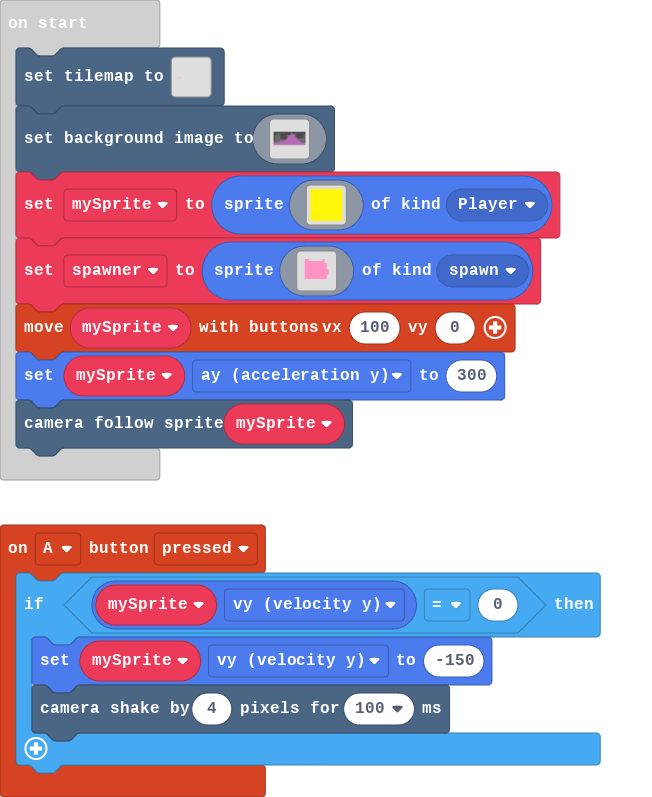 on start
set tilemap to
set background image to
set mySprite to sprite of kind Player
set spawner to sprite of kind spawn
move mySprite with buttons vx 100 vy 0
set mySprite ay (acceleration y) to 300
camera follow sprite mySprite
on A button pressed
if mySprite vy (velocity y) = 0 then
set mySprite vy (velocity y) to -150
camera shake by 4 pixels for 100 ms